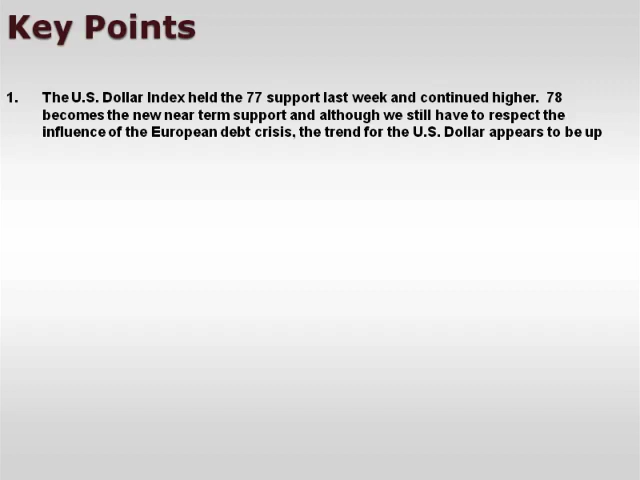 Key Points
1. The U.S. Dollar Index held the 77 support last week and continued higher.  78
becomes the new near term support and although we still have to respect the
influence of the European debt crisis, the trend for the U.S. Dollar appears to be up